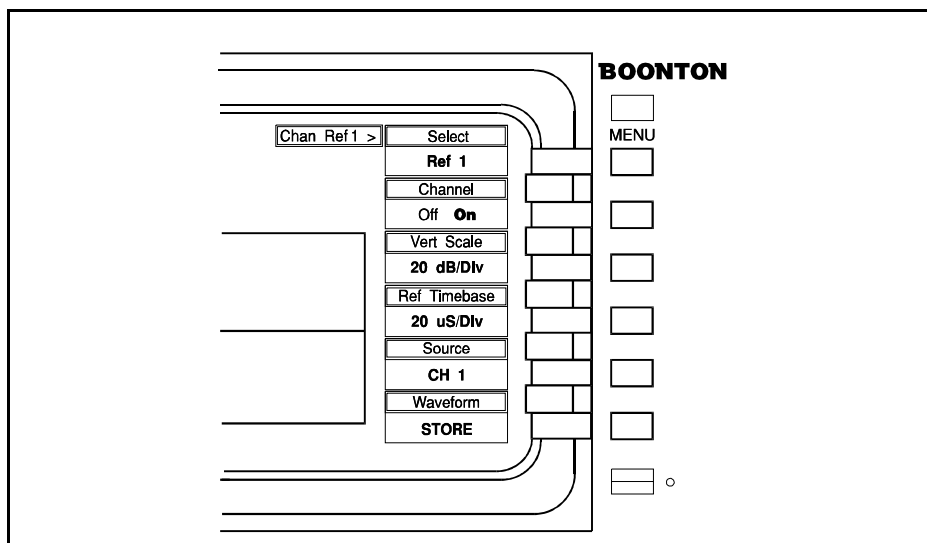 BOONTON
MENU
Chan Ref1 > Select
Ref 1
Channel
Off On
Vert Scale
20 dB/DIv
Ref Timebase
20 uS/DIv
Source
CH 1
Waveform
STORE